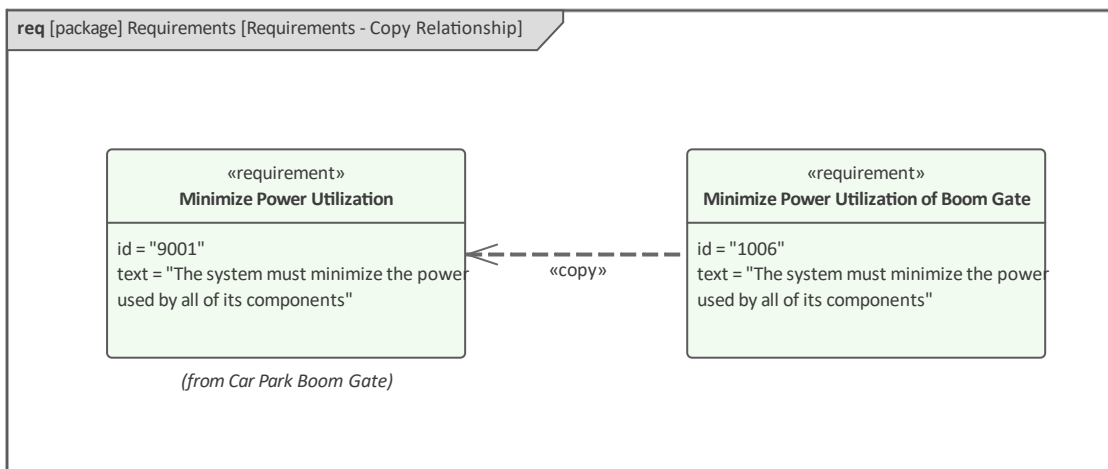 req [package] Requirements [Requirements - Copy Relationship]
«requirement»
Minimize Power Utilization
id = "9001"
text = "The system must minimize the power
used by all of its components"
(from Car Park Boom Gate)
«copy»
«requirement»
Minimize Power Utilization of Boom Gate
id = "1006"
text = "The system must minimize the power
used by all of its components"